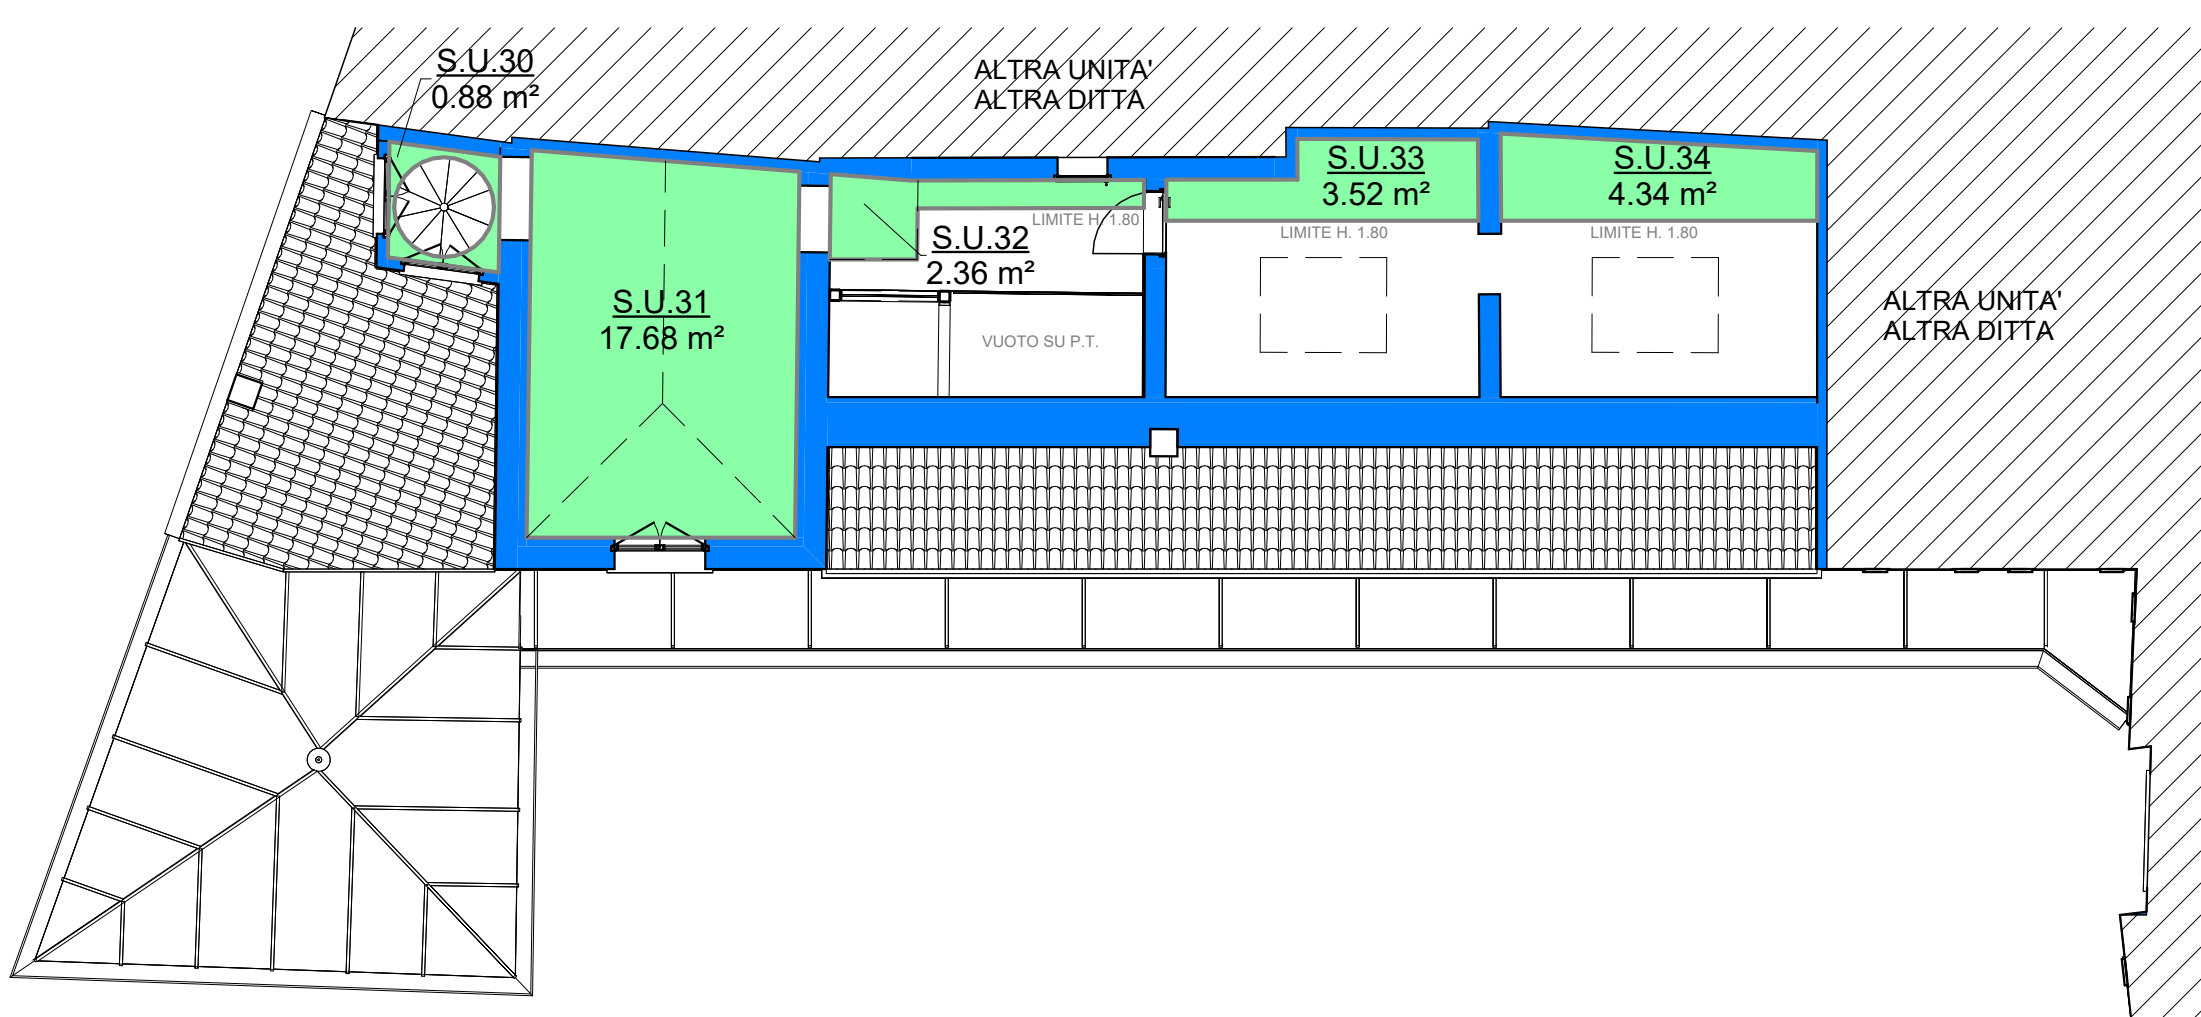 S.U.30
0.88 m²
ALTRA UNITA'
ALTRA DITTA
S.U.33
3.52 m²
S.U.34
4.34 m²
LIMITE H. 1.80
S.U.32
2.36 m²
LIMITE H. 1.80
LIMITE H. 1.80
S.U.31
17.68 m²
VUOTO SU P.T.
ALTRA UNITA'
ALTRA DITTA